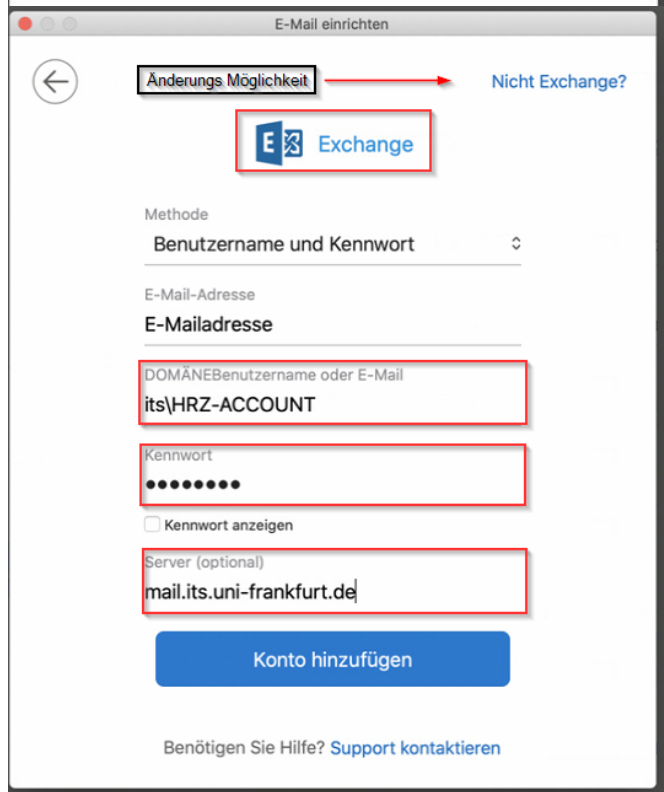 E-Mail einrichten
Änderungs Möglichkeit
Nicht Exchange?
Exchange
Methode
Benutzername und Kennwort
E-Mail-Adresse
E-Mailadresse
DOMÄNEBenutzername oder E-Mail
its\HRZ-ACCOUNT
Kennwort
••••••••
Kennwort anzeigen
Server (optional)
mail.its.uni-frankfurt.de
Konto hinzufügen
Benötigen Sie Hilfe? Support kontaktieren